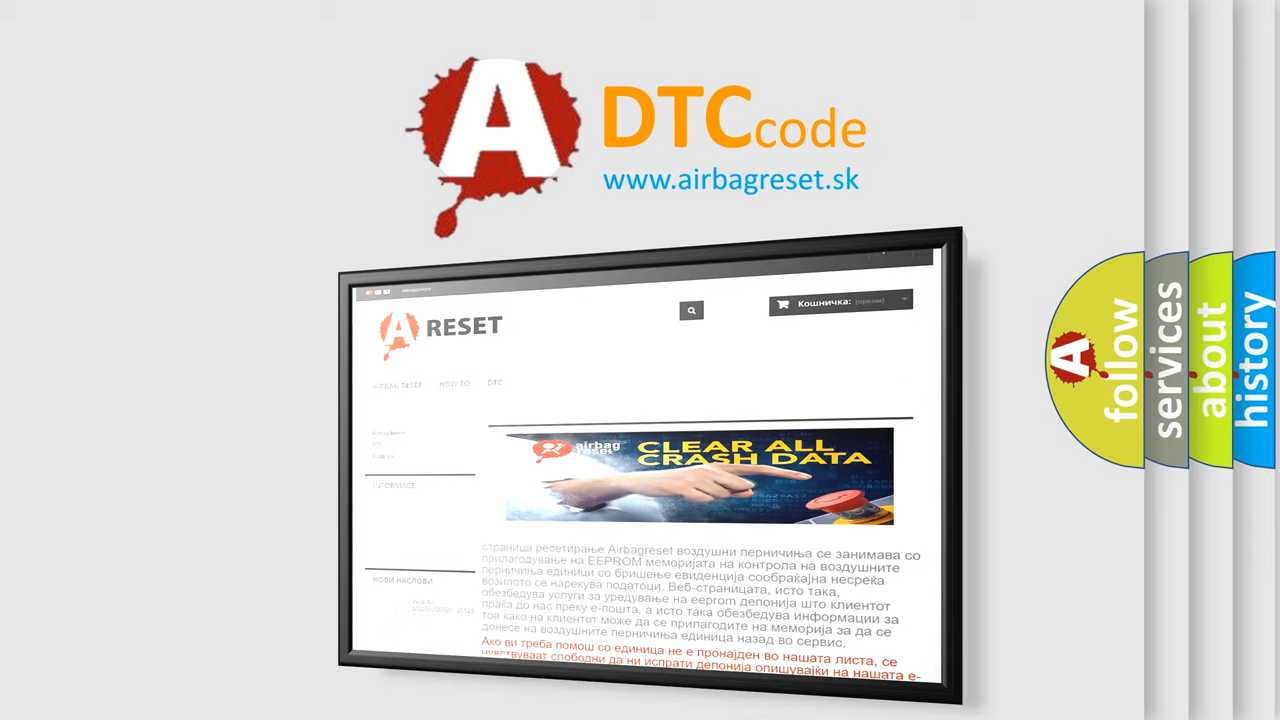 A
DTC code
www.airbagreset.sk
A RESET
Кошничка: (празни)
AIRBAG RESET HOW TO DTC
airbag
reset
CLEAR ALL
CRASH DATA
INFORMACE
НОВИ НАСЛОВИ
страница ресетирање Airbagreset воздушни перничиња се занимава со
прилагодување на EEPROM меморијата на контрола на воздушните
перничиња единици со бришење евиденција сообраќајна несреќа
возилото се нарекува податоци. Веб-страницата, исто така,
обезбедува услуги за уредување на eeprom депонија што клиентот
праќа до нас преку е-пошта, а исто така обезбедува информации за
тоа како на клиентот може да се прилагодите на меморија за да се
донесе на воздушните перничиња единица назад во сервис.
Ако ви треба помош со единица не е пронајден во нашата листа, се
чувствуваат слободни да ни испрати депонија опишувајќи на нашата е-
A
follow
services
about
history